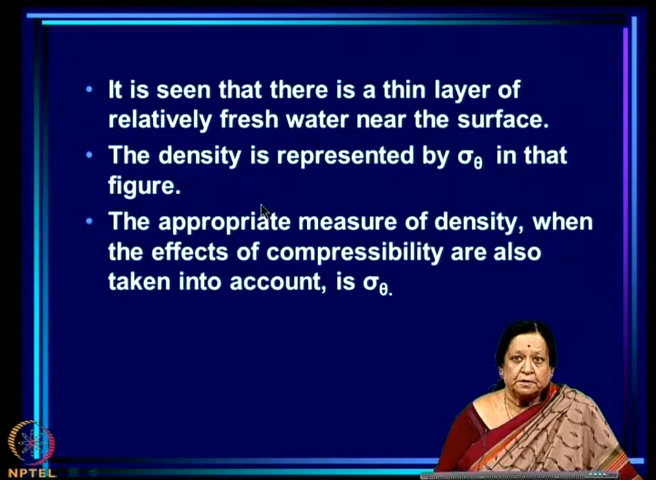 • It is seen that there is a thin layer of
relatively fresh water near the surface.
• The density is represented by σθ in that
figure.
• The appropriate measure of density, when
the effects of compressibility are also
taken into account, is σθ.
NPTEL